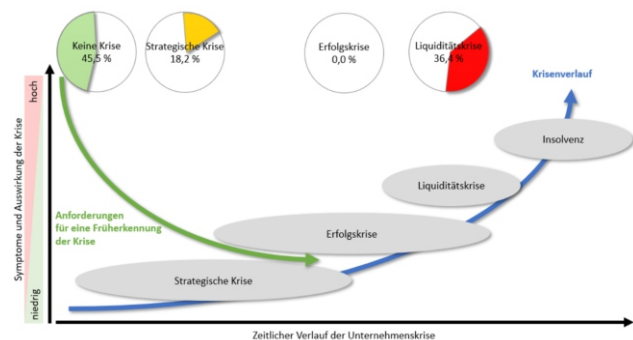 Keine Krise
45,5 %
Strategische Krise
18,2 %
Erfolgskrise
0,0 %
Liquiditätskrise
36,4 %
Krisenverlauf
hoch
Symptome und Auswirkung der Krise
niedrig
Insolvenz
Liquiditätskrise
Anforderungen
für eine Früherkennung
der Krise
Erfolgskrise
Strategische Krise
Zeitlicher Verlauf der Unternehmenskrise